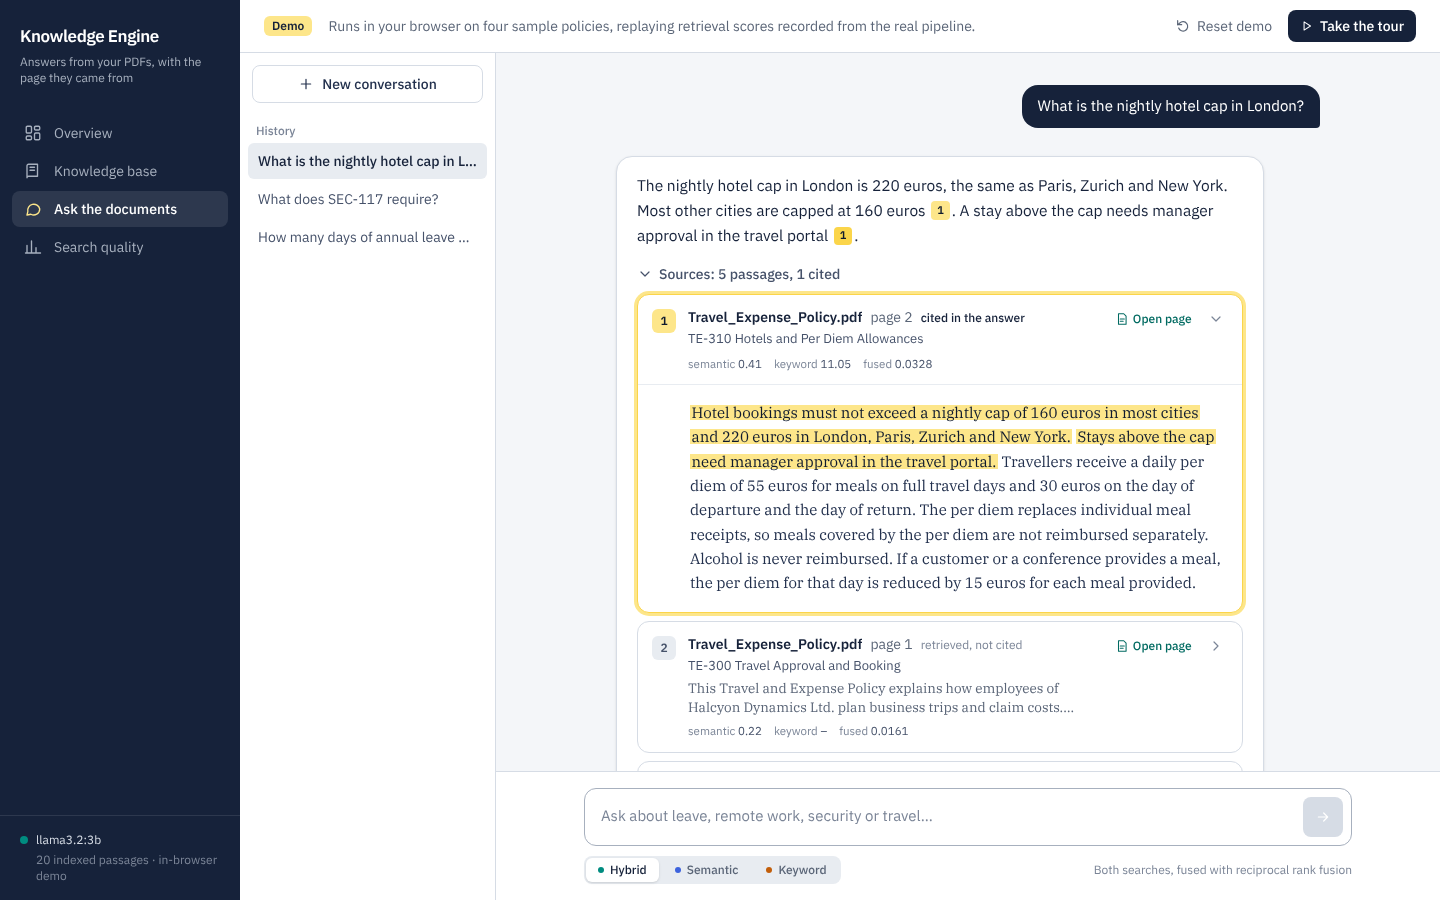 Knowledge Engine
Answers from your PDFs, with the
page they came from
Overview
Knowledge base
Ask the documents
Search quality
llama3.2:3b
20 indexed passages · in-browser
demo
Demo
Runs in your browser on four sample policies, replaying retrieval scores recorded from the real pipeline.
Reset demo
Take the tour
New conversation
History
What is the nightly hotel cap in L...
What does SEC-117 require?
How many days of annual leave ...
What is the nightly hotel cap in London?
The nightly hotel cap in London is 220 euros, the same as Paris, Zurich and New York.
Most other cities are capped at 160 euros 1. A stay above the cap needs manager
approval in the travel portal 1.
Sources: 5 passages, 1 cited
1 Travel_Expense_Policy.pdf page 2 cited in the answer Open page
TE-310 Hotels and Per Diem Allowances
semantic 0.41 keyword 11.05 fused 0.0328
Hotel bookings must not exceed a nightly cap of 160 euros in most cities
and 220 euros in London, Paris, Zurich and New York. Stays above the cap
need manager approval in the travel portal. Travellers receive a daily per
diem of 55 euros for meals on full travel days and 30 euros on the day of
departure and the day of return. The per diem replaces individual meal
receipts, so meals covered by the per diem are not reimbursed separately.
Alcohol is never reimbursed. If a customer or a conference provides a meal,
the per diem for that day is reduced by 15 euros for each meal provided.
2 Travel_Expense_Policy.pdf page 1 retrieved, not cited Open page
TE-300 Travel Approval and Booking
This Travel and Expense Policy explains how employees of
Halcyon Dynamics Ltd. plan business trips and claim costs....
semantic 0.22 keyword – fused 0.0161
Ask about leave, remote work, security or travel...
Hybrid Semantic Keyword
Both searches, fused with reciprocal rank fusion